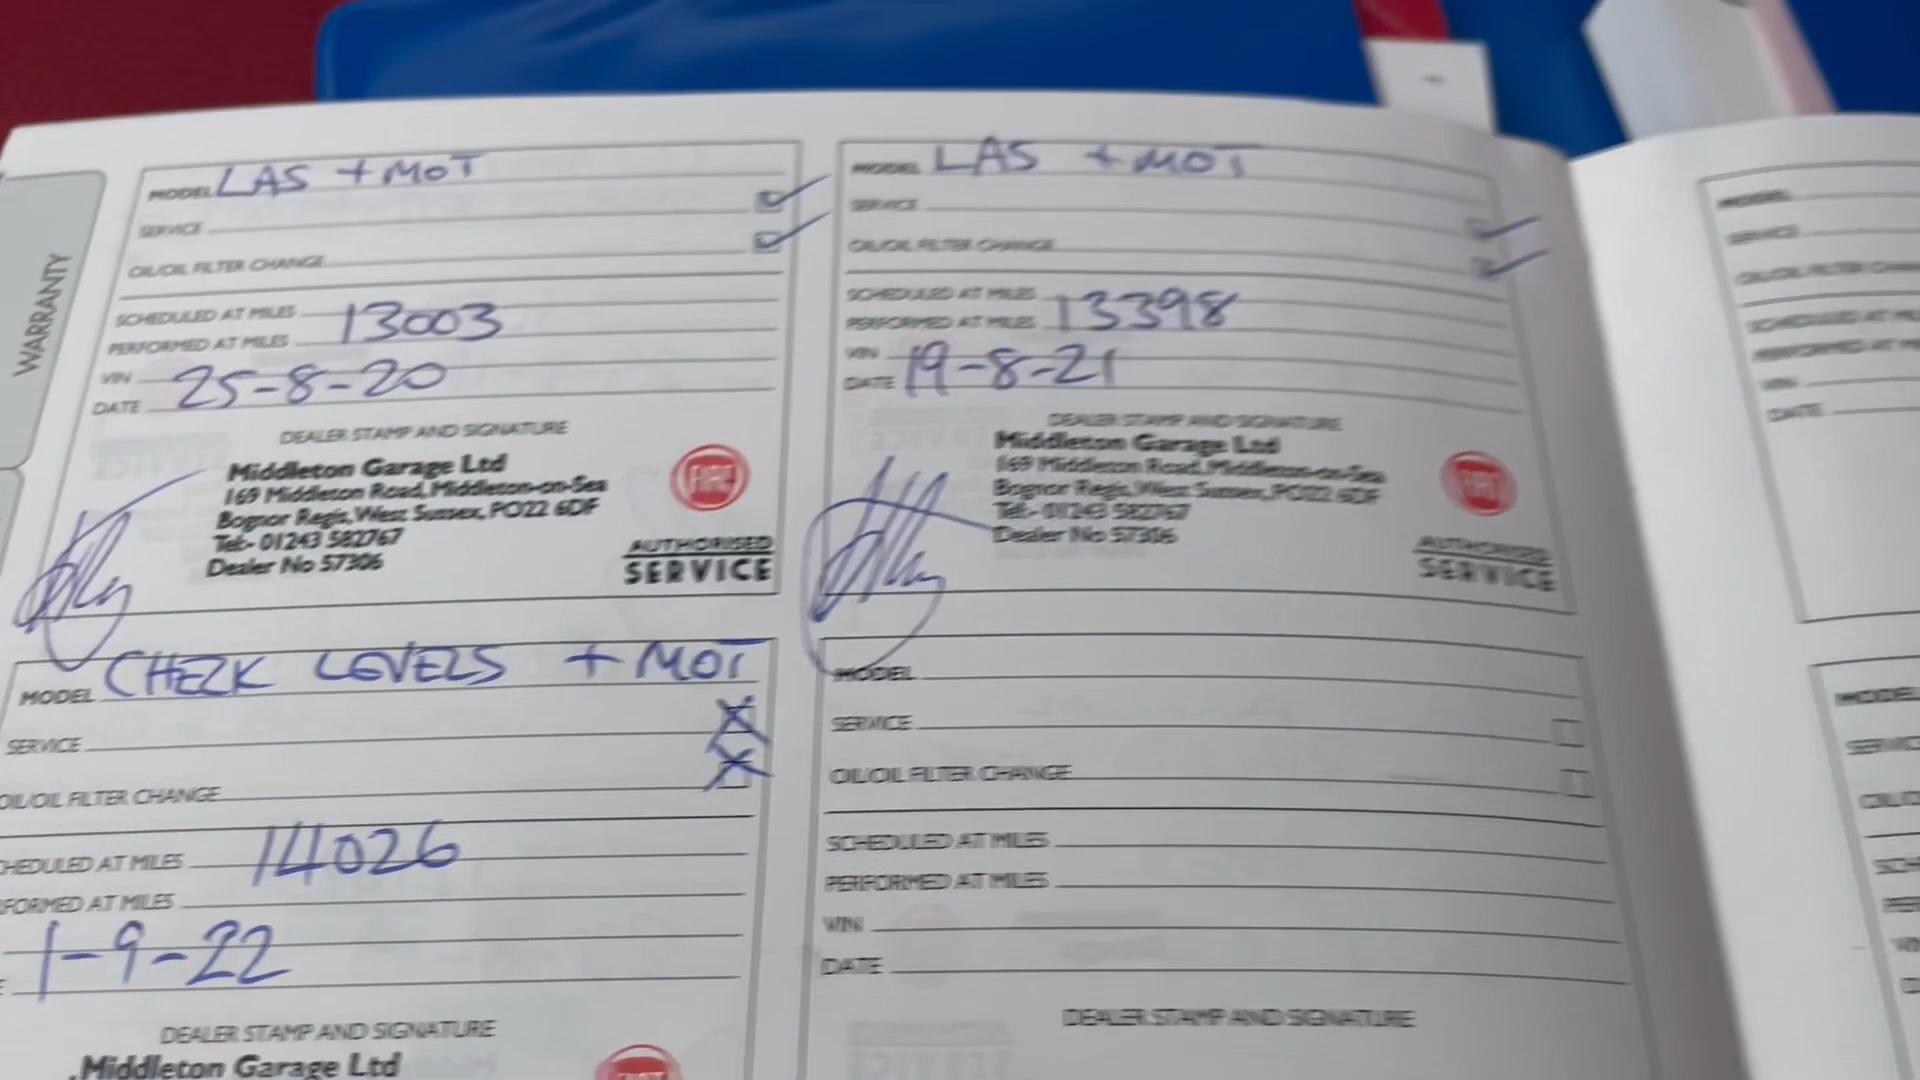 WARRANTY
MODEL LAS + MOT
SERVICE
OIL/OIL FILTER CHANGE
SCHEDULED AT MILES
PERFORMED AT MILES 13003
VIN
DATE 25-8-20
DEALER STAMP AND SIGNATURE
Middleton Garage Ltd
169 Middleton Road, Middleton-on-Sea
Bognor Regis, West Sussex, PO22 6DF
Tel:- 01243 582767
Dealer No 57306
FIAT
AUTHORISED
SERVICE
MODEL LAS + MOT
SERVICE
OIL/OIL FILTER CHANGE
SCHEDULED AT MILES
PERFORMED AT MILES 13398
VIN
DATE 19-8-21
DEALER STAMP AND SIGNATURE
Middleton Garage Ltd
169 Middleton Road, Middleton-on-Sea
Bognor Regis, West Sussex, PO22 6DF
Tel:- 01243 582767
Dealer No 57306
FIAT
AUTHORISED
SERVICE
MODEL CHEZK LEVELS + MOT
SERVICE
OIL/OIL FILTER CHANGE
SCHEDULED AT MILES 14026
PERFORMED AT MILES
1-9-22
DEALER STAMP AND SIGNATURE
Middleton Garage Ltd
MODEL
SERVICE
OIL/OIL FILTER CHANGE
SCHEDULED AT MILES
PERFORMED AT MILES
VIN
DATE
DEALER STAMP AND SIGNATURE
MODEL
SERVICE
VIN
DATE
MODEL